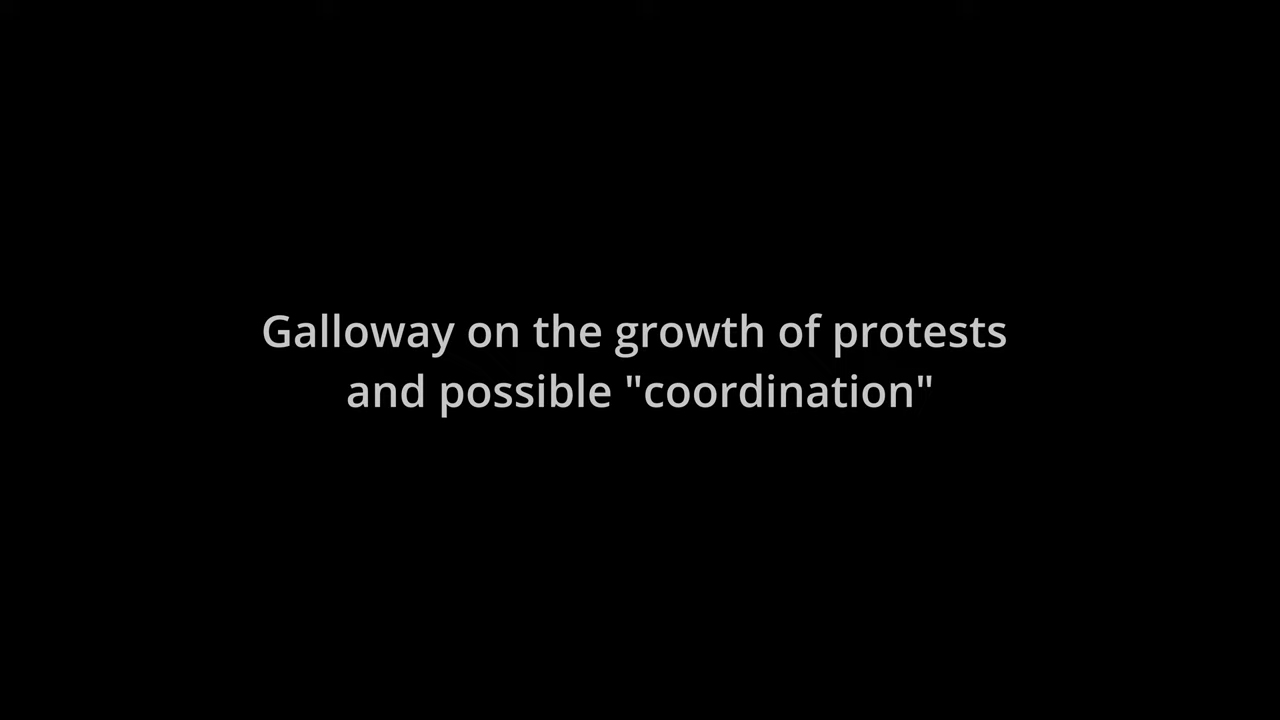 Galloway on the growth of protests
and possible "coordination"